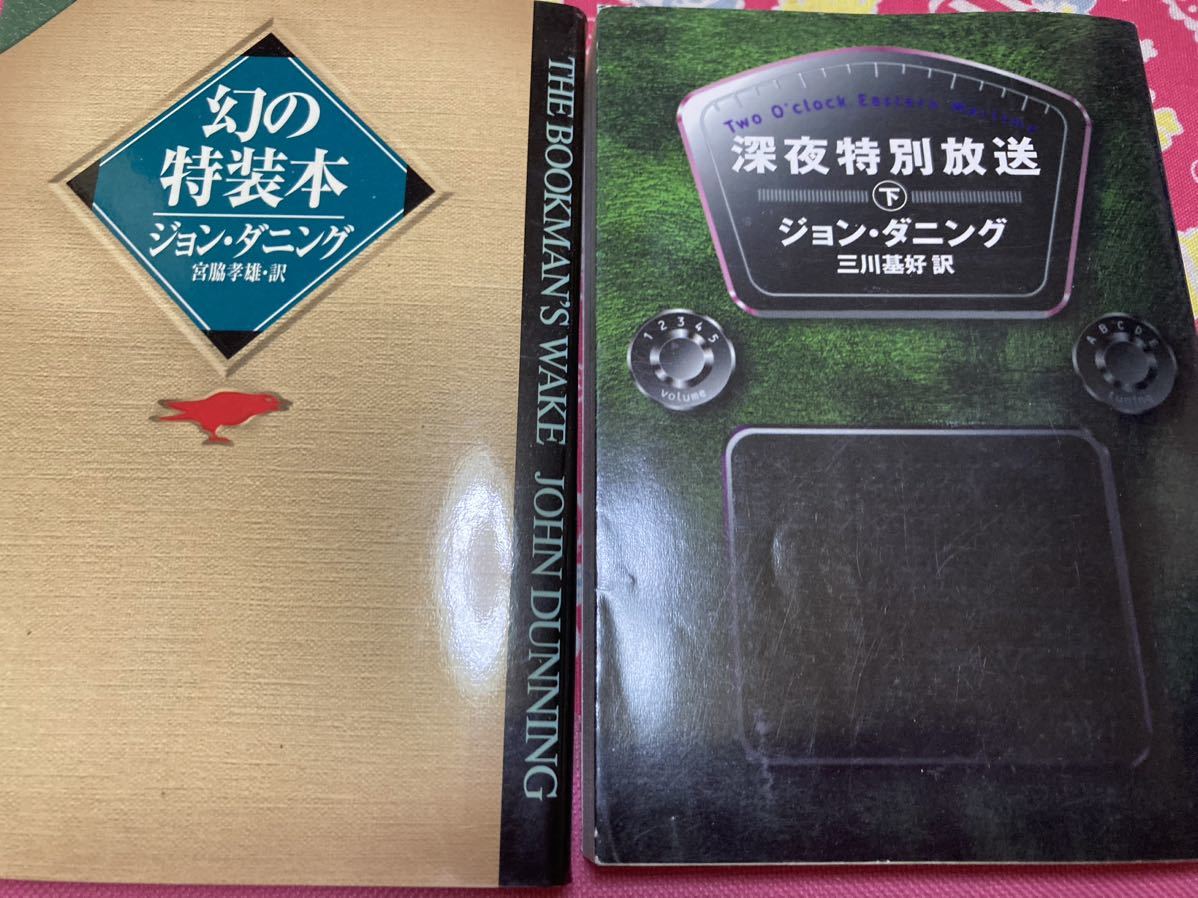 幻の
特装本
ジョン・ダニング
宮脇孝雄・訳
THE BOOKMAN'S WAKE JOHN DUNNING
Two O'clock Eastern Wartime
深夜特別放送
下
ジョン・ダニング
三川基好 訳
1 2 3 4 5
volume
A B C D E
tuning